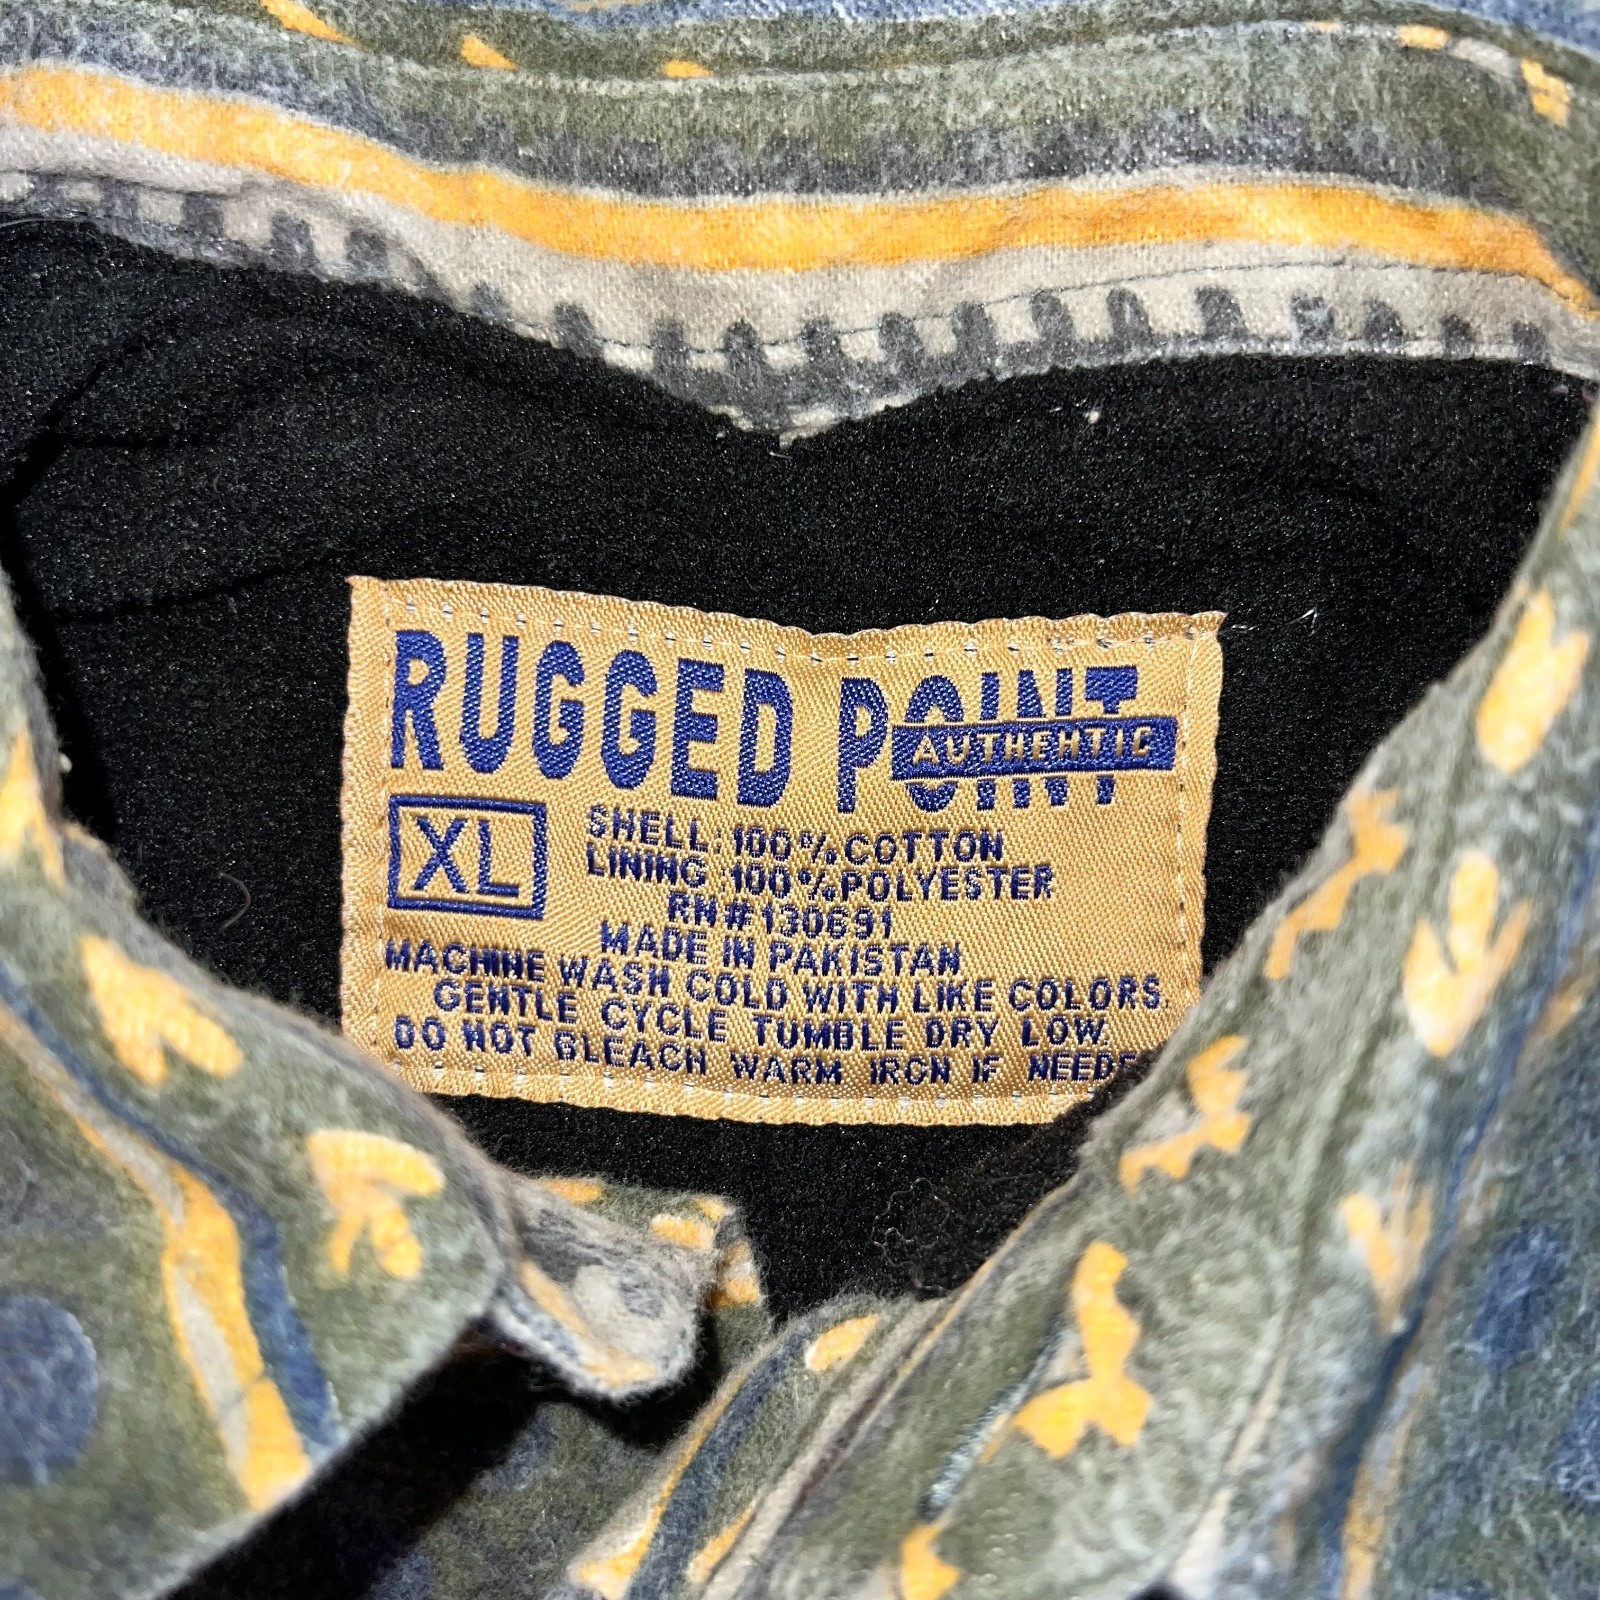 RUGGED POINT
AUTHENTIC
XL
SHELL: 100% COTTON
LINING: 100% POLYESTER
RN#130691
MADE IN PAKISTAN
MACHINE WASH COLD WITH LIKE COLORS.
GENTLE CYCLE TUMBLE DRY LOW.
DO NOT BLEACH WARM IRON IF NEEDE